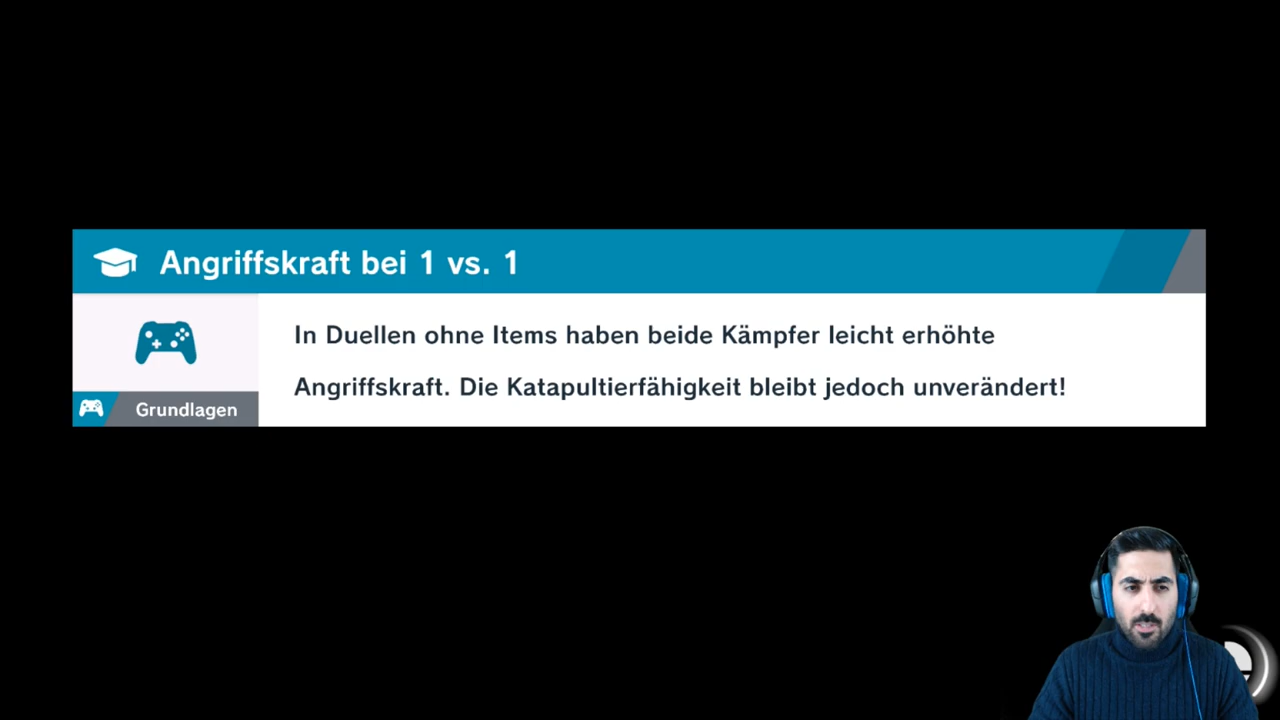 Angriffskraft bei 1 vs. 1
In Duellen ohne Items haben beide Kämpfer leicht erhöhte
Angriffskraft. Die Katapultierfähigkeit bleibt jedoch unverändert!
Grundlagen